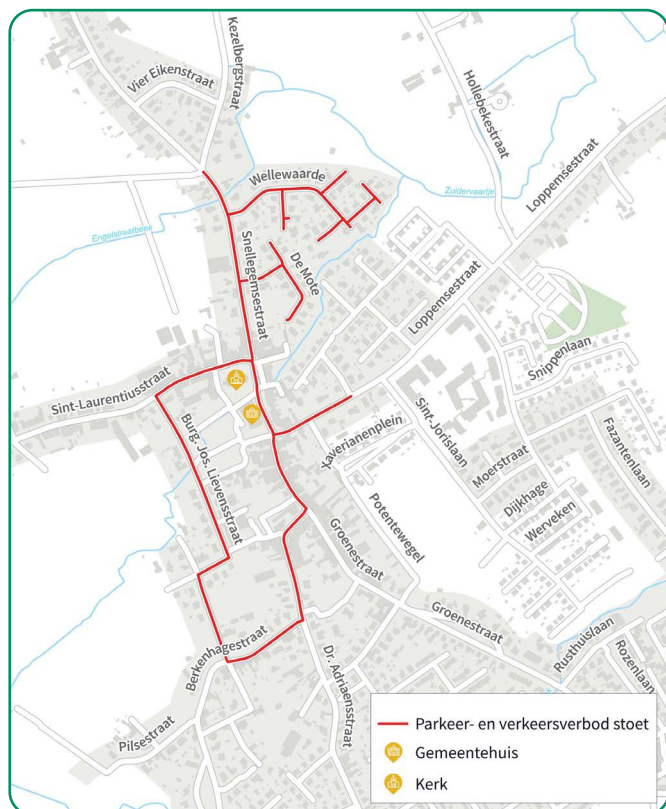 Kezelbergstraat
Vier Eikenstraat
Hollebekestraat
Wellewaarde
Zuidervaartje
Loppemsestraat
Engelstraatbeek
Snellegemsestraat
De Mote
Loppemsestraat
Snippenlaan
Sint-Laurentiusstraat
Burg. Jos. Lievensstraat
Xaverianenplein
Sint-Jorislaan
Fazantenlaan
Moerstraat
Dijkhage
Werveken
Potentewegel
Groenestraat
Groenestraat
Berkenhagestraat
Dr. Adriaensstraat
Rusthuislaan
Rozenlaan
Pilsestraat
Parkeer- en verkeersverbod stoet
Gemeentehuis
Kerk